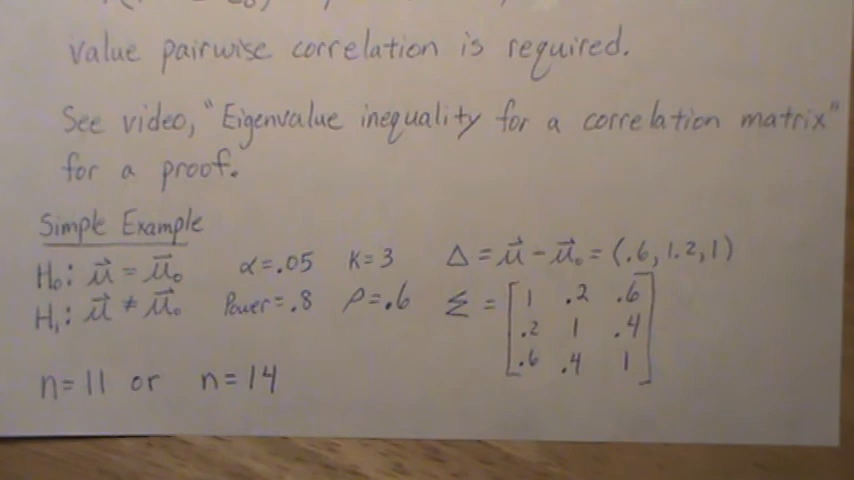 value pairwise correlation is required.
See video, "Eigenvalue inequality for a correlation matrix"
for a proof.
Simple Example
H₀: μ⃗ = μ⃗₀ α=.05 K=3 Δ = μ⃗ - μ⃗₀ = (.6, 1.2, 1)
H₁: μ⃗ ≠ μ⃗₀ Power=.8 ρ=.6 Σ = [1 .2 .6
.2 1 .4
.6 .4 1]
n=11 or n=14